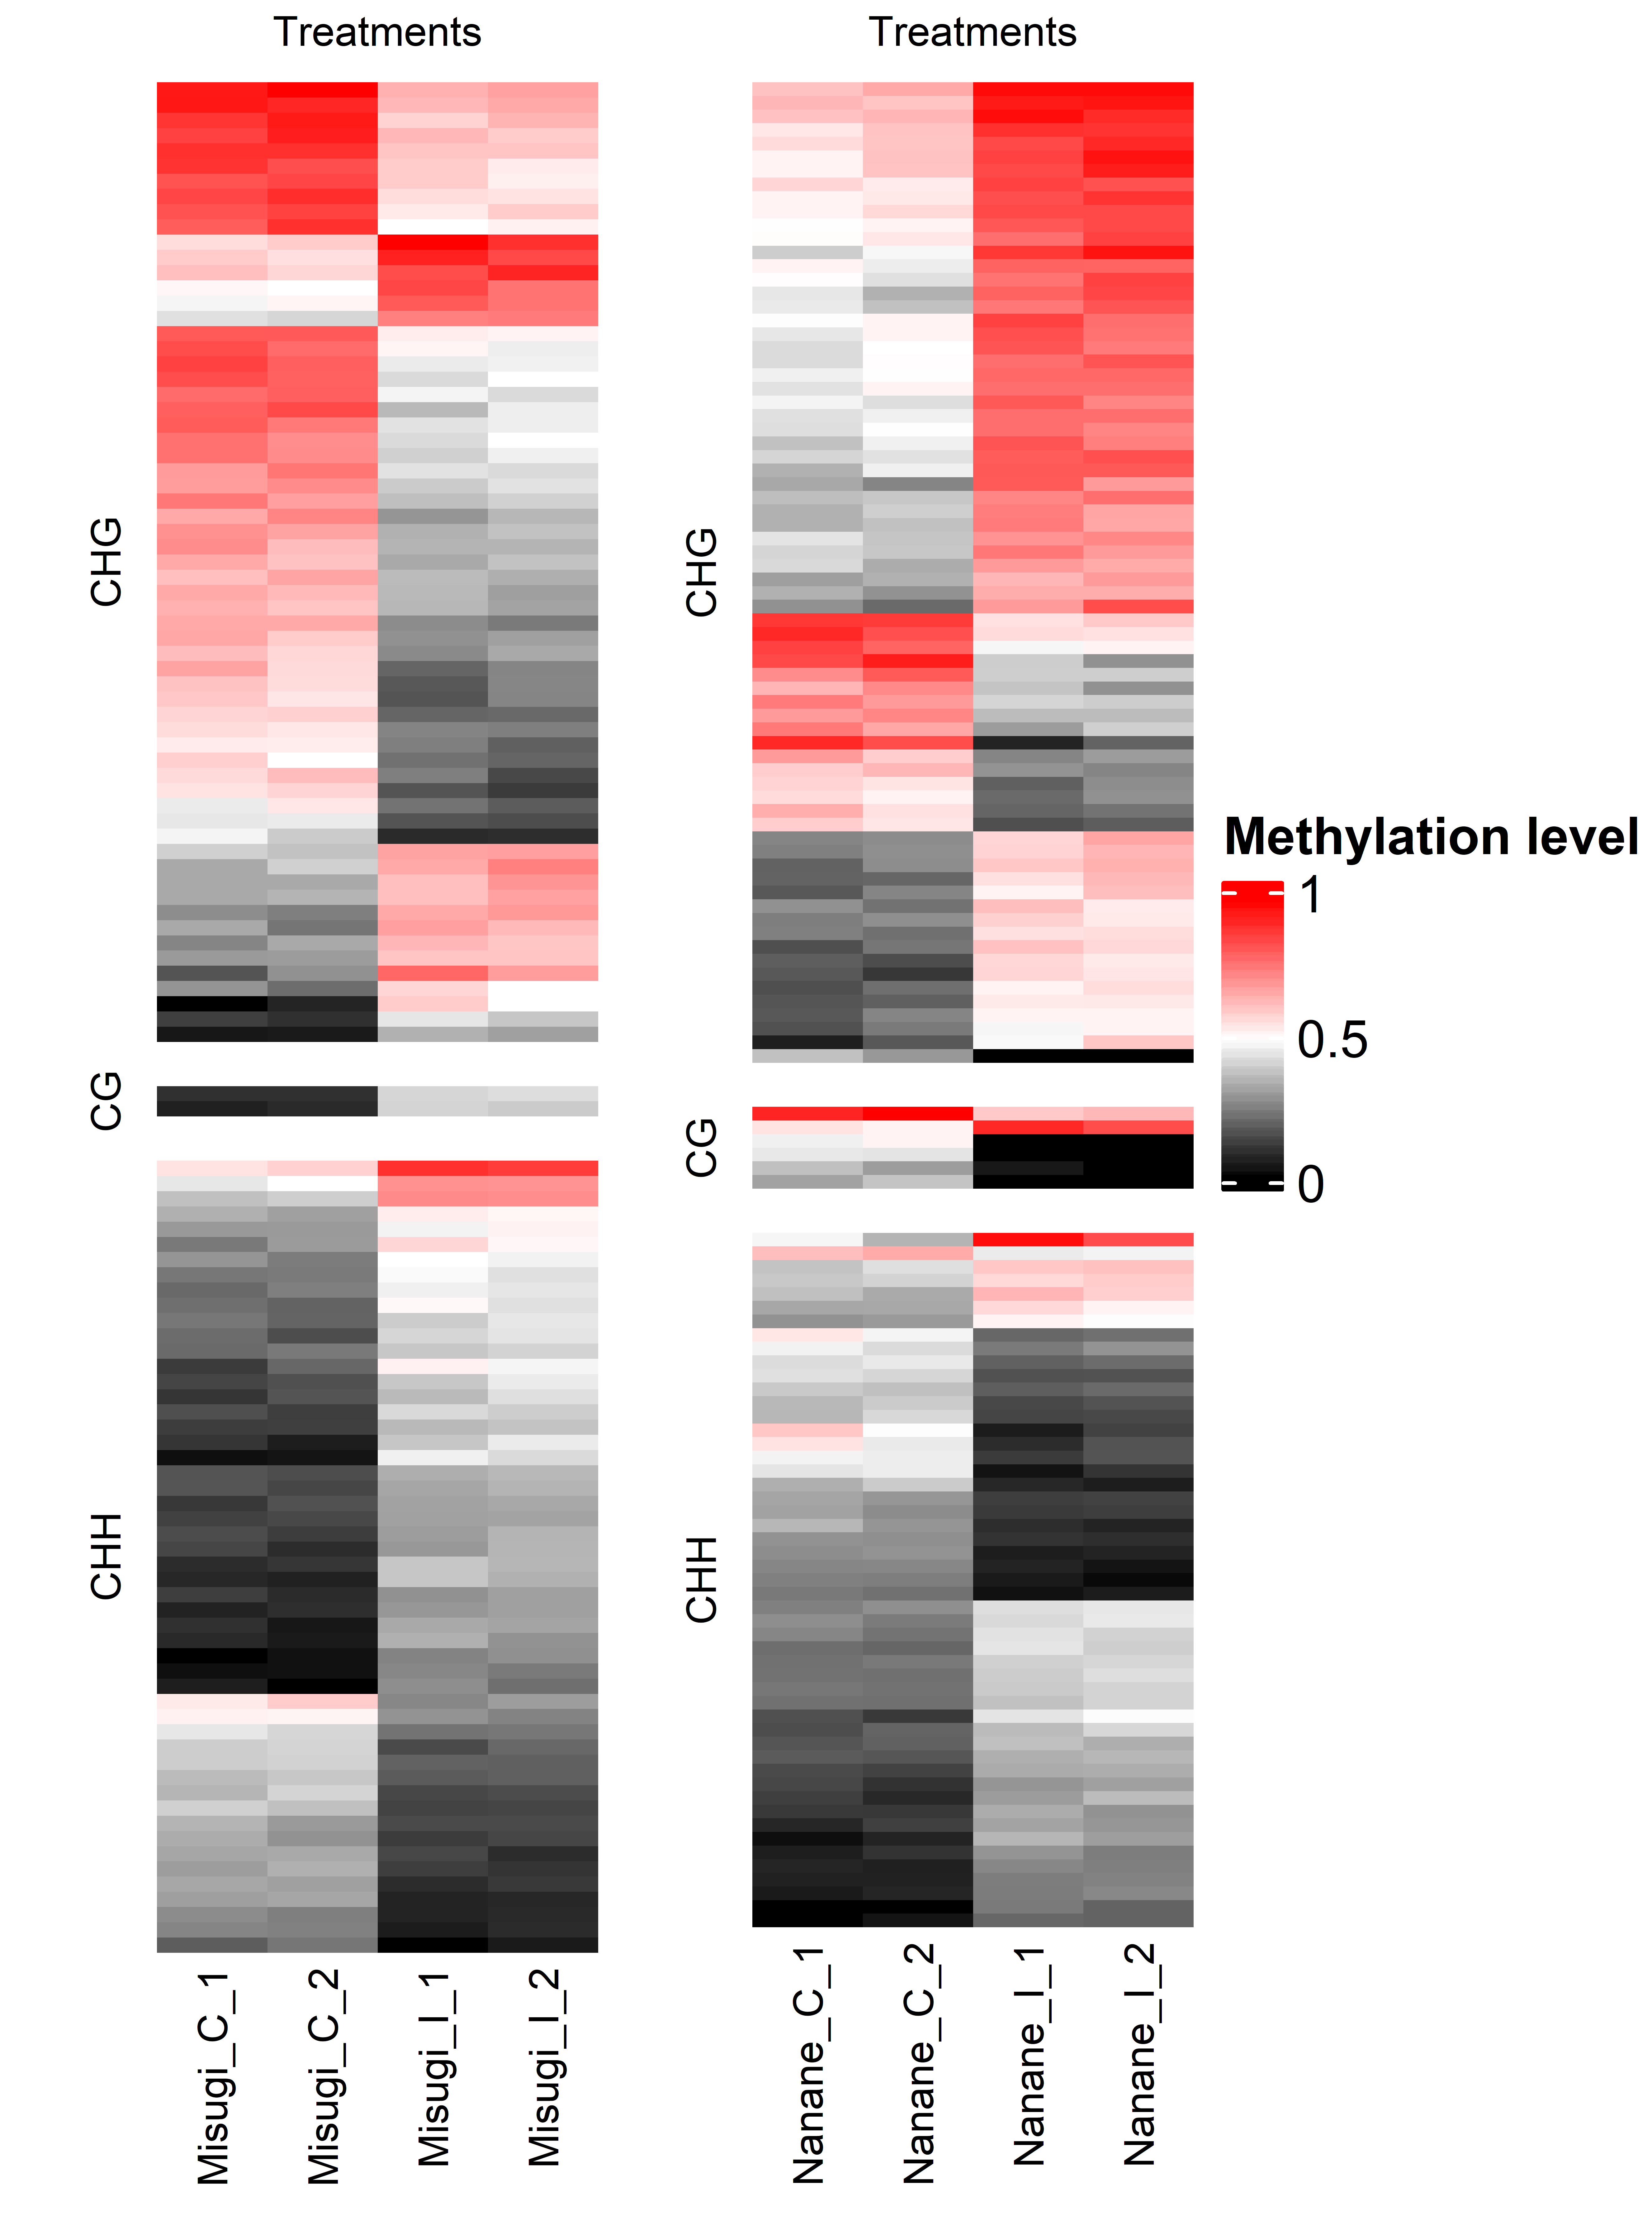 Treatments
Treatments
CHG
CHG
CG
CG
CHH
CHH
Methylation level
1
0.5
0
Misugi_C_1
Misugi_C_2
Misugi_I_1
Misugi_I_2
Nanane_C_1
Nanane_C_2
Nanane_I_1
Nanane_I_2